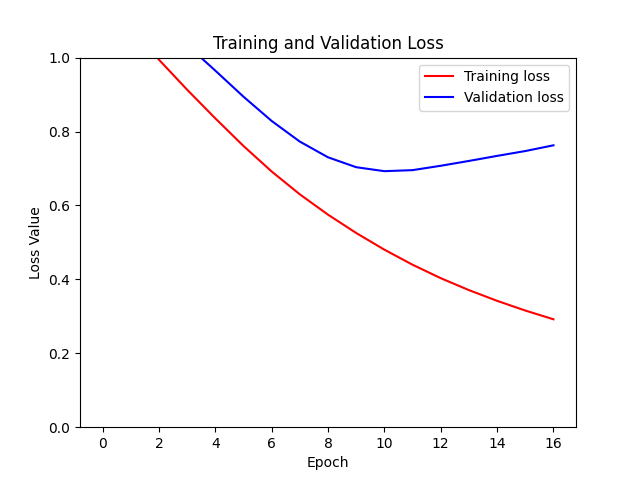 Training and Validation Loss
1.0
Training loss
Validation loss
0.8
0.6
Loss Value
0.4
0.2
0.0
0 2 4 6 8 10 12 14 16
Epoch